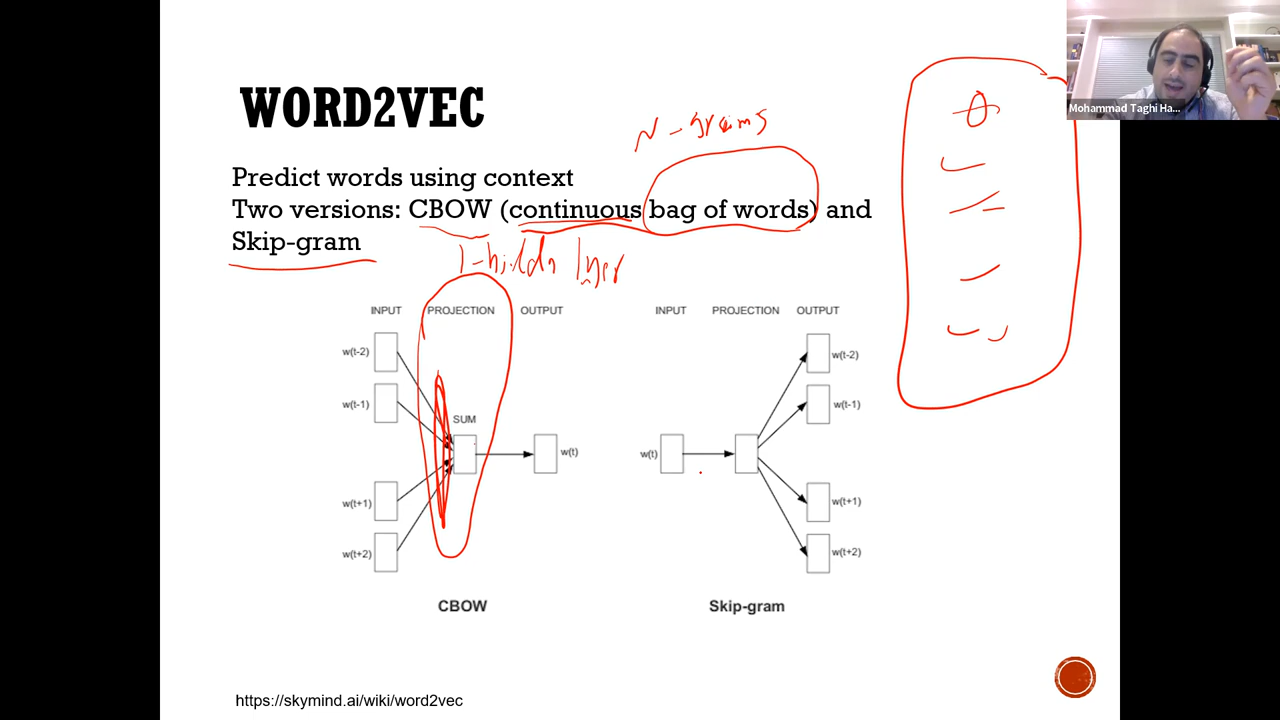 WORD2VEC
N-grams
Predict words using context
Two versions: CBOW (continuous bag of words) and
Skip-gram
1-hiddn layer
INPUT PROJECTION OUTPUT
w(t-2)
w(t-1)
SUM
w(t)
w(t+1)
w(t+2)
CBOW
INPUT PROJECTION OUTPUT
w(t-2)
w(t-1)
w(t)
w(t+1)
w(t+2)
Skip-gram
https://skymind.ai/wiki/word2vec
Mohammad Taghi Ha...